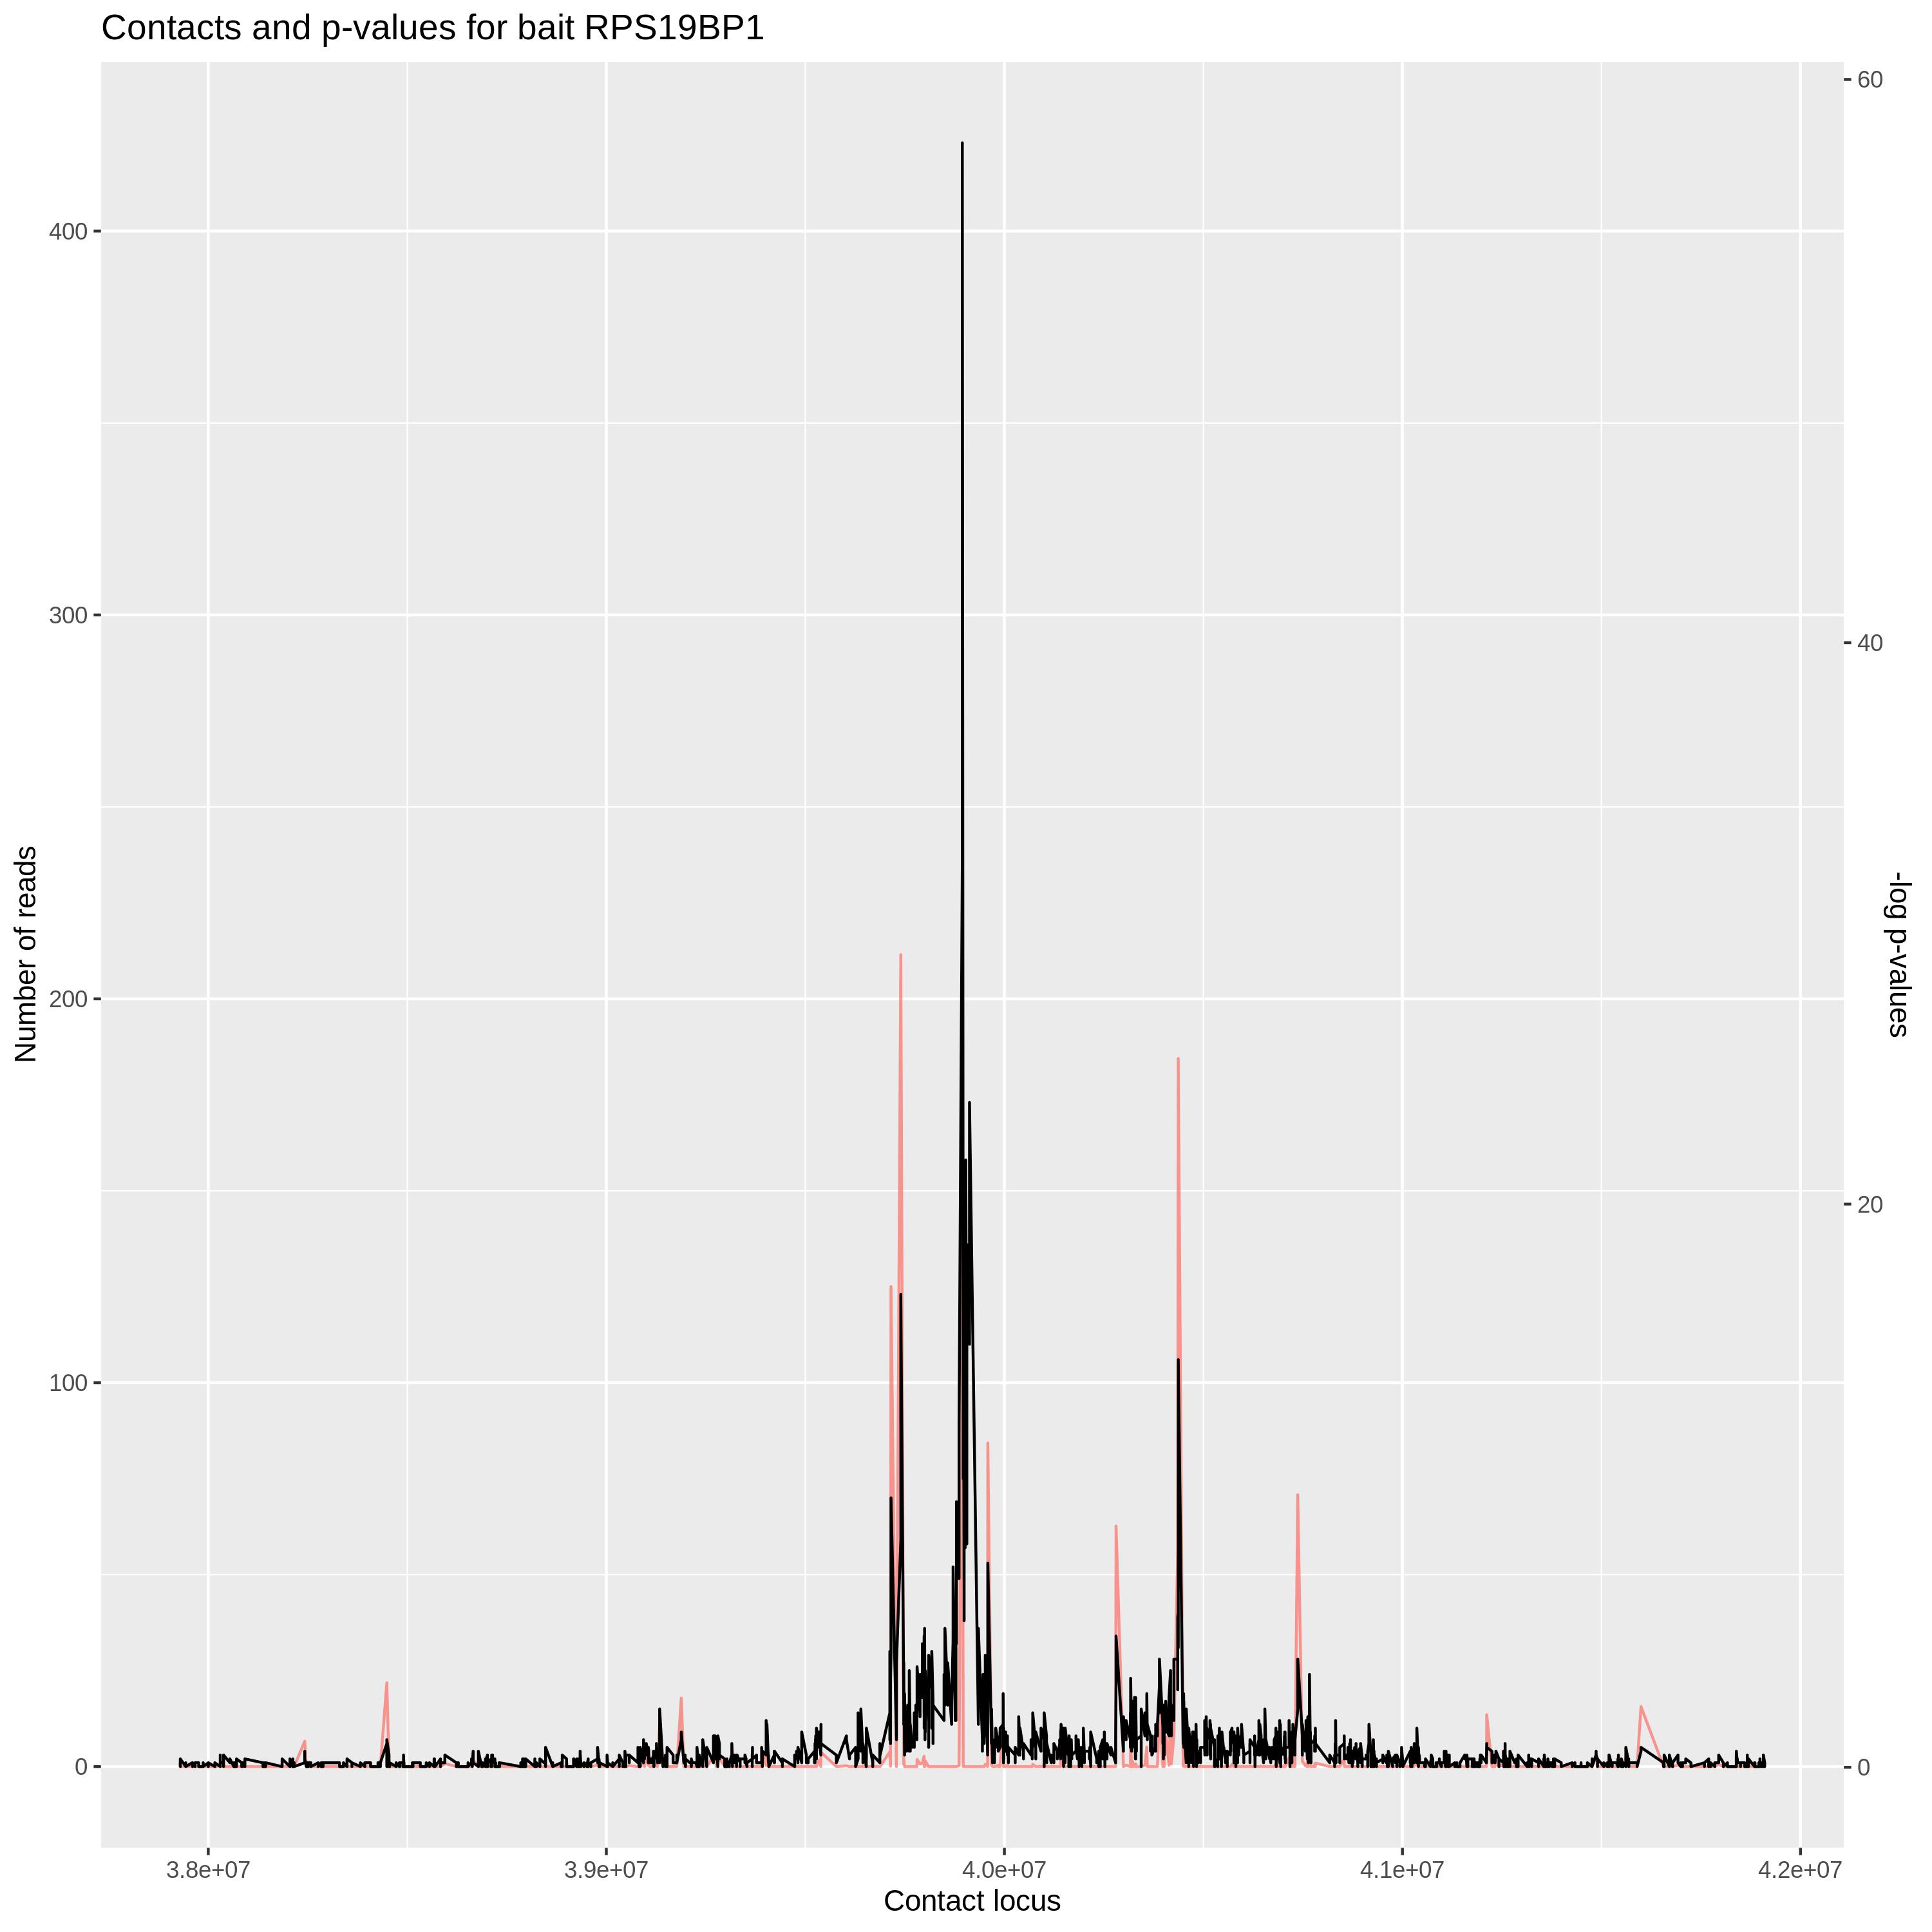 Contacts and p-values for bait RPS19BP1
60
400
300
40
Number of reads
-log p-values
200
20
100
0
0
3.8e+07 3.9e+07 4.0e+07 4.1e+07 4.2e+07
Contact locus